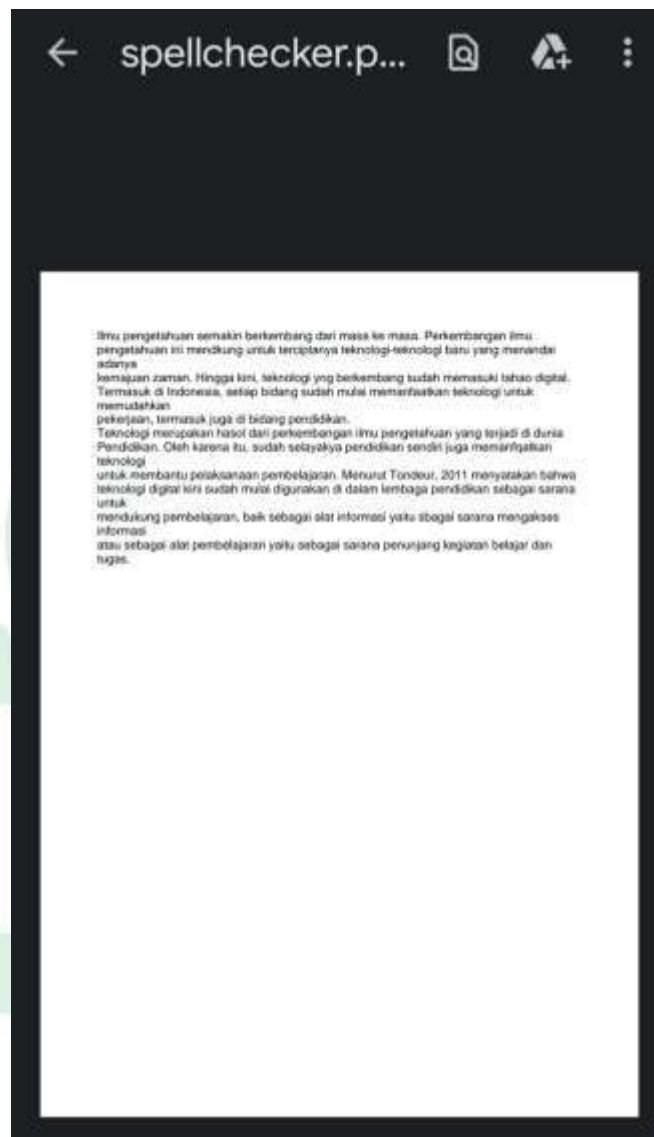 spellchecker.p...
Ilmu pengetahuan semakin berkembang dari masa ke masa. Perkembangan ilmu
pengetahuan ini mendkung untuk terciptanya teknologi-teknologi baru yang menandai
adanya
kemajuan zaman. Hingga kini, teknologi yng berkembang sudah memasuki tahao digital.
Termasuk di Indonesia, setiap bidang sudah mulai memanfaatkan teknologi untuk
memudahkan
pekerjaan, termasuk juga di bidang pendidikan.
Teknologi merupakan hasol dari perkembangan ilmu pengetahuan yang terjadi di dunia
Pendidikan. Oleh karena itu, sudah selayakya pendidikan sendiri juga memanfqatkan
teknologi
untuk membantu pelaksanaan pembelajaran. Menurut Tondeur, 2011 menyatakan bahwa
teknologi digital kini sudah mulai digunakan di dalam lembaga pendidikan sebagai sarana
untuk
mendukung pembelajaran, baik sebagai alat informasi yaitu sbagai sarana mengakses
informasi
atau sebagai alat pembelajaran yaitu sebagai sarana penunjang kegiatan belajar dan
tugas.